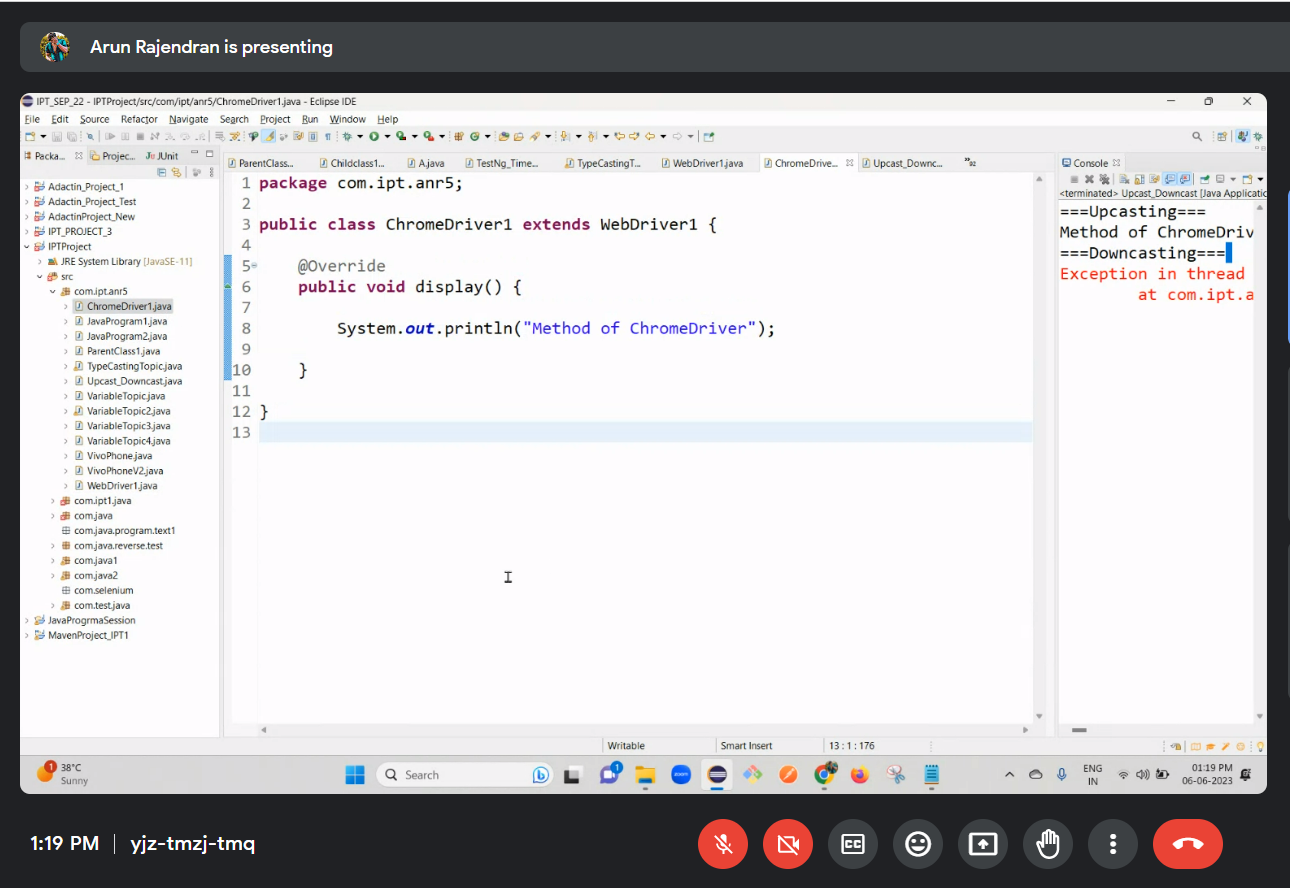 Arun Rajendran is presenting
IPT_SEP_22 - IPTProject/src/com/ipt/anr5/ChromeDriver1.java - Eclipse IDE
File Edit Source Refactor Navigate Search Project Run Window Help
Packa... Projec... JUnit
ParentClass... Childclass1... A.java TestNg_Time... TypeCastingT... WebDriver1.java ChromeDrive... Upcast_Downc... »92
Console
Adactin_Project_1
Adactin_Project_Test
AdactinProject_New
IPT_PROJECT_3
IPTProject
JRE System Library [JavaSE-11]
src
com.ipt.anr5
ChromeDriver1.java
JavaProgram1.java
JavaProgram2.java
ParentClass1.java
TypeCastingTopic.java
Upcast_Downcast.java
VariableTopic.java
VariableTopic2.java
VariableTopic3.java
VariableTopic4.java
VivoPhone.java
VivoPhoneV2.java
WebDriver1.java
com.ipt1.java
com.java
com.java.program.text1
com.java.reverse.test
com.java1
com.java2
com.selenium
com.test.java
JavaProgrmaSession
MavenProject_IPT1
1 package com.ipt.anr5;
2
3 public class ChromeDriver1 extends WebDriver1 {
4
5 @Override
6 public void display() {
7
8 System.out.println("Method of ChromeDriver");
9
10 }
11
12 }
13
<terminated> Upcast_Downcast [Java Applicatic
===Upcasting===
Method of ChromeDriv
===Downcasting===
Exception in thread
at com.ipt.a
Writable Smart Insert 13 : 1 : 176
38°C
Sunny
Search
ENG
IN
01:19 PM
06-06-2023
1:19 PM | yjz-tmzj-tmq
CC